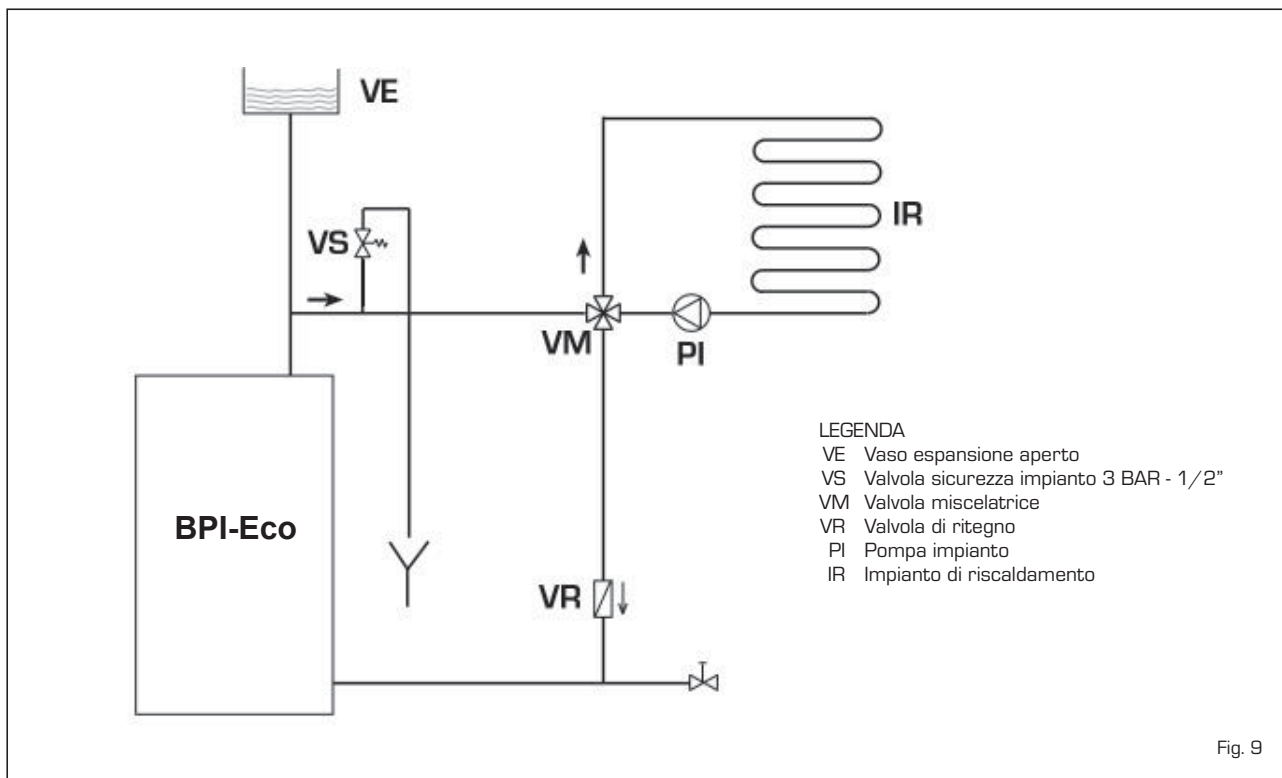 VE
VS
IR
VM
PI
BPI-Eco
VR
LEGENDA
VE Vaso espansione aperto
VS Valvola sicurezza impianto 3 BAR - 1/2”
VM Valvola miscelatrice
VR Valvola di ritegno
PI Pompa impianto
IR Impianto di riscaldamento
Fig. 9